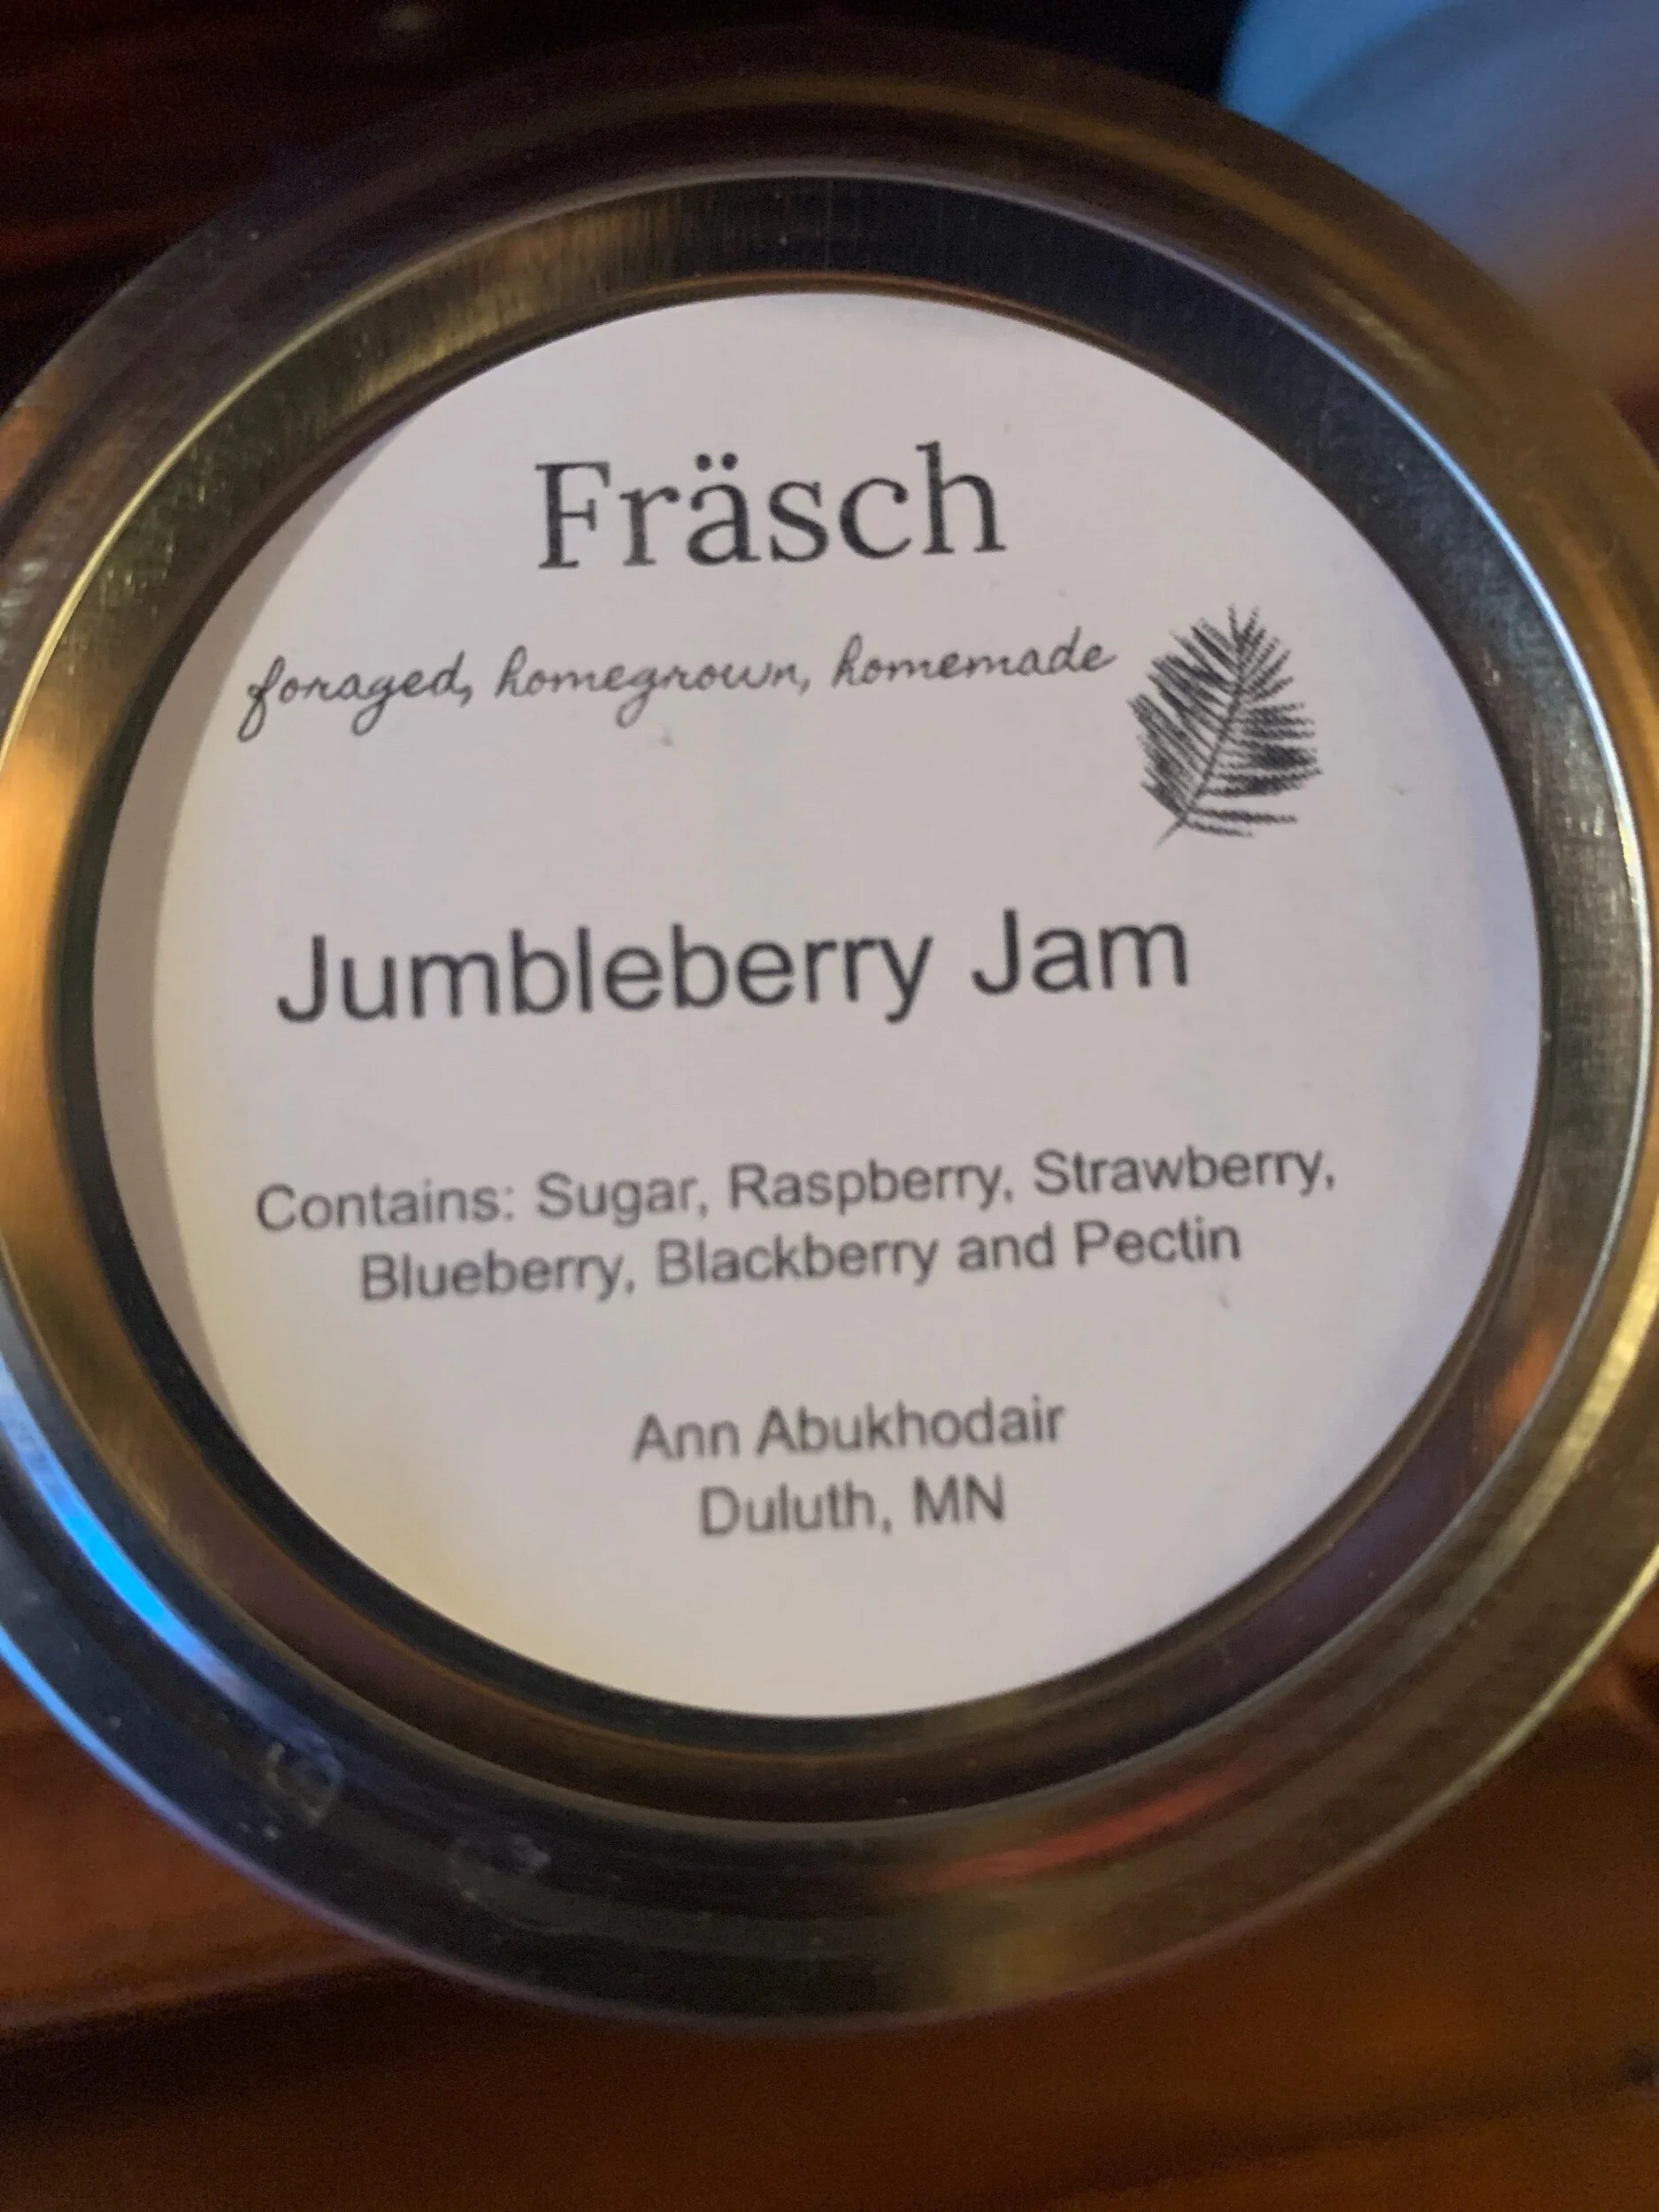 Fräsch
foraged, homegrown, homemade
Jumbleberry Jam
Contains: Sugar, Raspberry, Strawberry,
Blueberry, Blackberry and Pectin
Ann Abukhodair
Duluth, MN